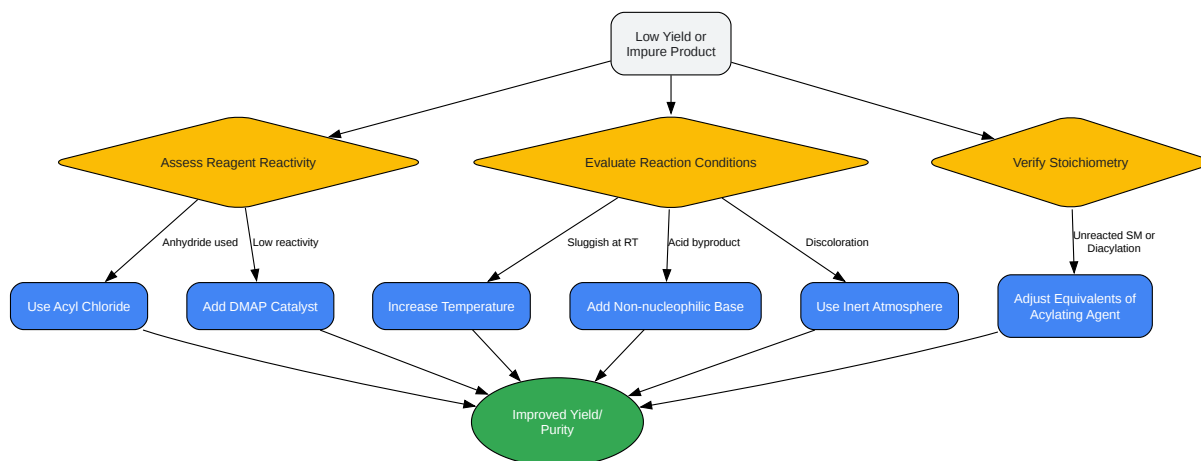 Low Yield or
Impure Product
Assess Reagent Reactivity
Evaluate Reaction Conditions
Verify Stoichiometry
Anhydride used
Low reactivity
Sluggish at RT
Acid byproduct
Discoloration
Unreacted SM or
Diacylation
Use Acyl Chloride
Add DMAP Catalyst
Increase Temperature
Add Non-nucleophilic Base
Use Inert Atmosphere
Adjust Equivalents of
Acylating Agent
Improved Yield/
Purity